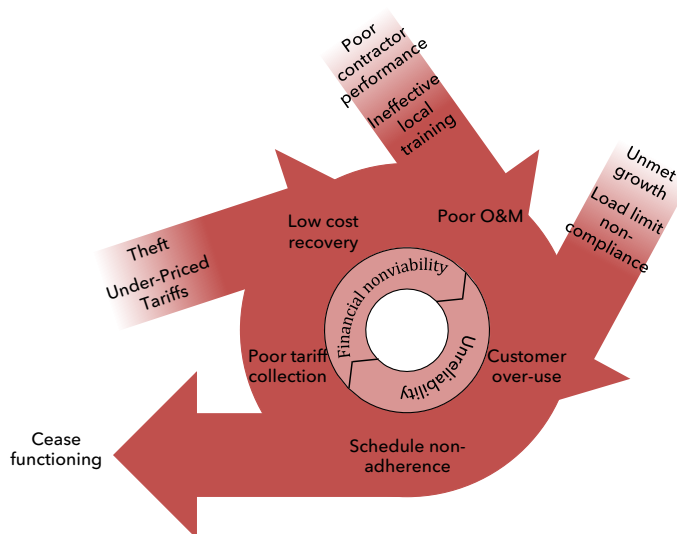 Poor
contractor
performance
Ineffective
local
training
Unmet
growth
Load limit
non-
compliance
Theft
Under-Priced
Tariffs
Low cost
recovery
Poor O&M
Financial nonviability
Unreliability
Poor tariff
collection
Customer
over-use
Schedule non-
adherence
Cease
functioning